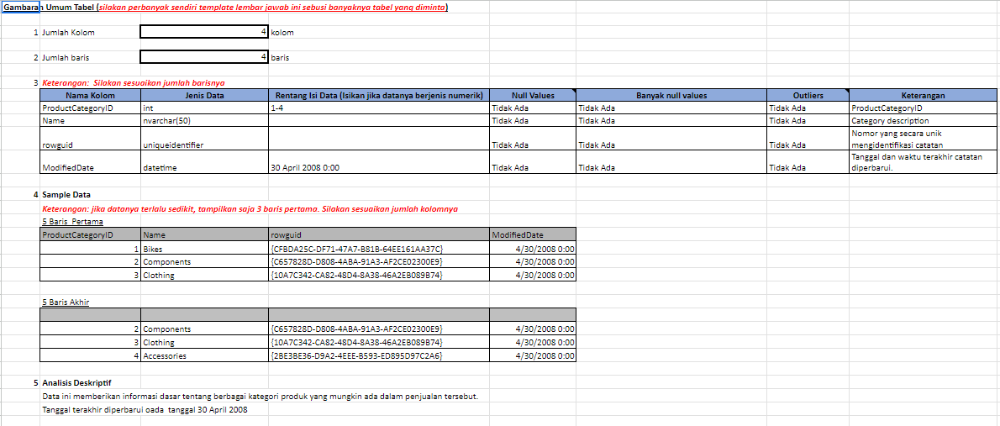 Gambaran Umum Tabel (silakan perbanyak sendiri template lembar jawab ini sebusi banyaknya tabel yang diminta)
1 Jumlah Kolom 4 kolom
2 Jumlah baris 4 baris
3 Keterangan: Silakan sesuaikan jumlah barisnya
Nama Kolom Jenis Data Rentang Isi Data (Isikan jika datanya berjenis numerik) Null Values Banyak null values Outliers Keterangan
ProductCategoryID int 1-4 Tidak Ada Tidak Ada Tidak Ada ProductCategoryID
Name nvarchar(50) Tidak Ada Tidak Ada Tidak Ada Category description
Nomor yang secara unik
rowguid uniqueidentifier Tidak Ada Tidak Ada Tidak Ada mengidentifikasi catatan
Tanggal dan waktu terakhir catatan
ModifiedDate datetime 30 April 2008 0:00 Tidak Ada Tidak Ada Tidak Ada diperbarui.
4 Sample Data
Keterangan: jika datanya terlalu sedikit, tampilkan saja 3 baris pertama. Silakan sesuaikan jumlah kolomnya
5 Baris Pertama
ProductCategoryID Name rowguid ModifiedDate
1 Bikes {CFBDA25C-DF71-47A7-B81B-64EE161AA37C} 4/30/2008 0:00
2 Components {C657828D-D808-4ABA-91A3-AF2CE02300E9} 4/30/2008 0:00
3 Clothing {10A7C342-CA82-48D4-8A38-46A2EB089B74} 4/30/2008 0:00
5 Baris Akhir
2 Components {C657828D-D808-4ABA-91A3-AF2CE02300E9} 4/30/2008 0:00
3 Clothing {10A7C342-CA82-48D4-8A38-46A2EB089B74} 4/30/2008 0:00
4 Accessories {2BE3BE36-D9A2-4EEE-B593-ED895D97C2A6} 4/30/2008 0:00
5 Analisis Deskriptif
Data ini memberikan informasi dasar tentang berbagai kategori produk yang mungkin ada dalam penjualan tersebut.
Tanggal terakhir diperbarui oada tanggal 30 April 2008